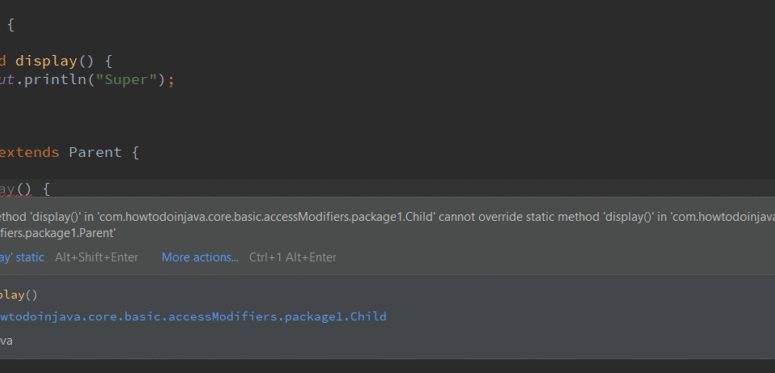 {
d display() {
ut.println("Super");
extends Parent {
ay() {
ethod 'display()' in 'com.howtodoinjava.core.basic.accessModifiers.package1.Child' cannot override static method 'display()' in 'com.howtodoinjava
fiers.package1.Parent'
ay' static Alt+Shift+Enter More actions... Ctrl+1 Alt+Enter
play()
wtodoinjava.core.basic.accessModifiers.package1.Child
va